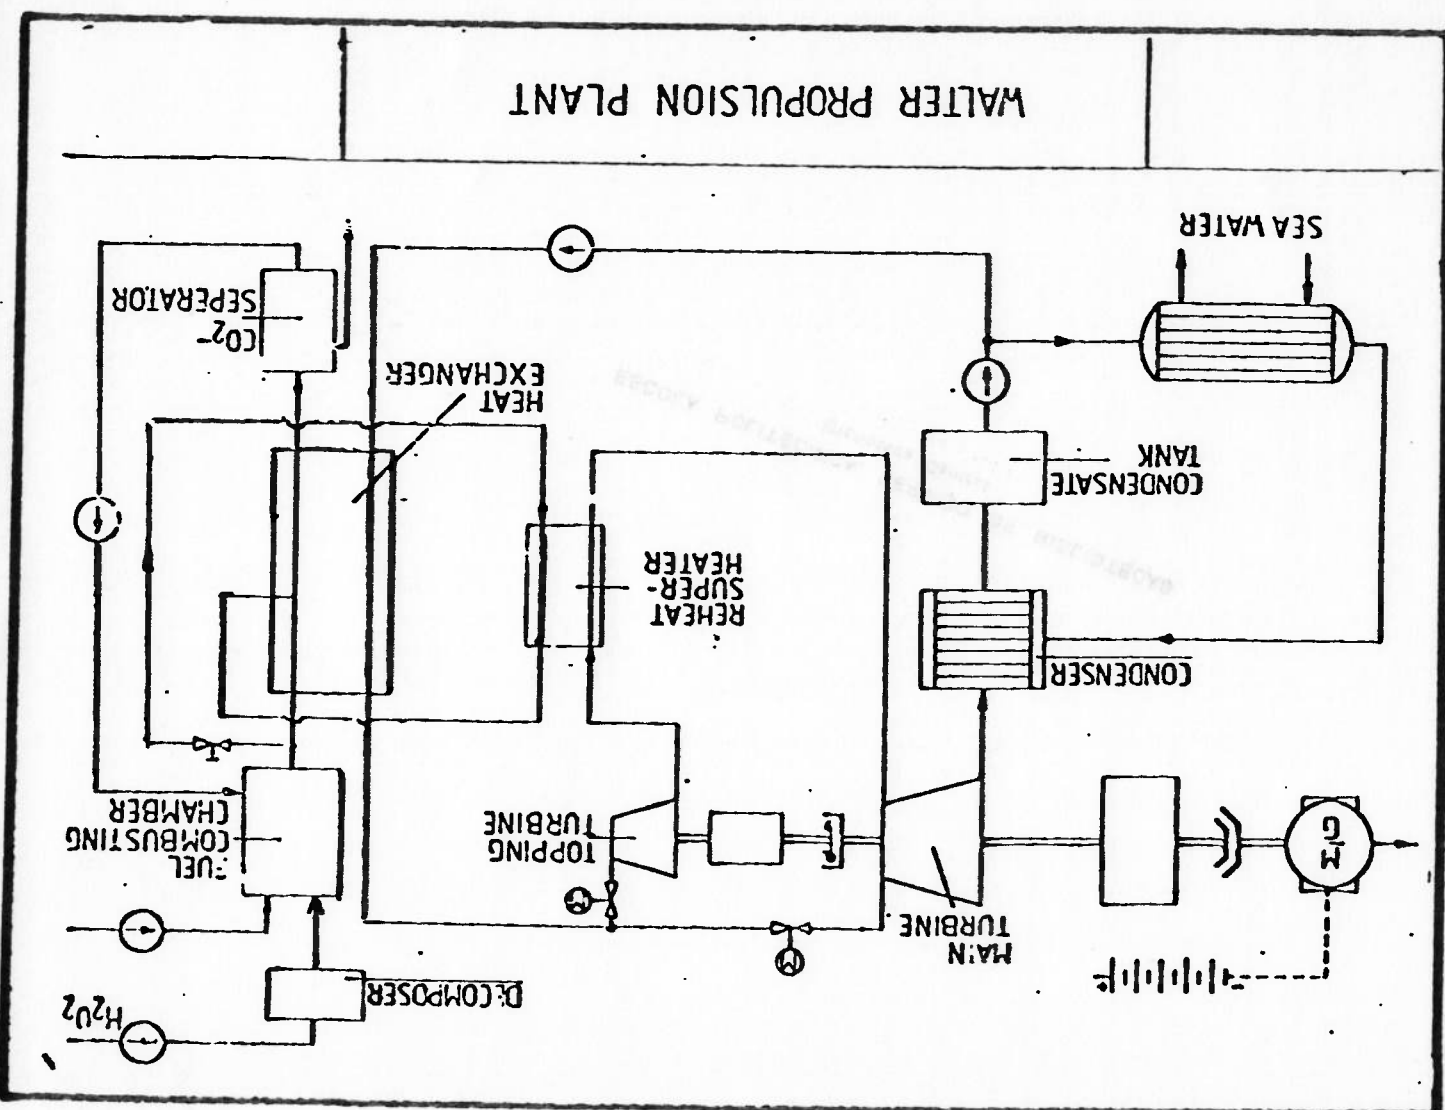 H2O2
DECOMPOSER
FUEL
COMBUSTING
CHAMBER
MAIN
TURBINE
M
M
M
G
TOPPING
TURBINE
CONDENSER
REHEAT
SUPER-
HEATER
CONDENSATE
TANK
HEAT
EXCHANGER
CO2-
SEPERATOR
SEA WATER
WALTER PROPULSION PLANT